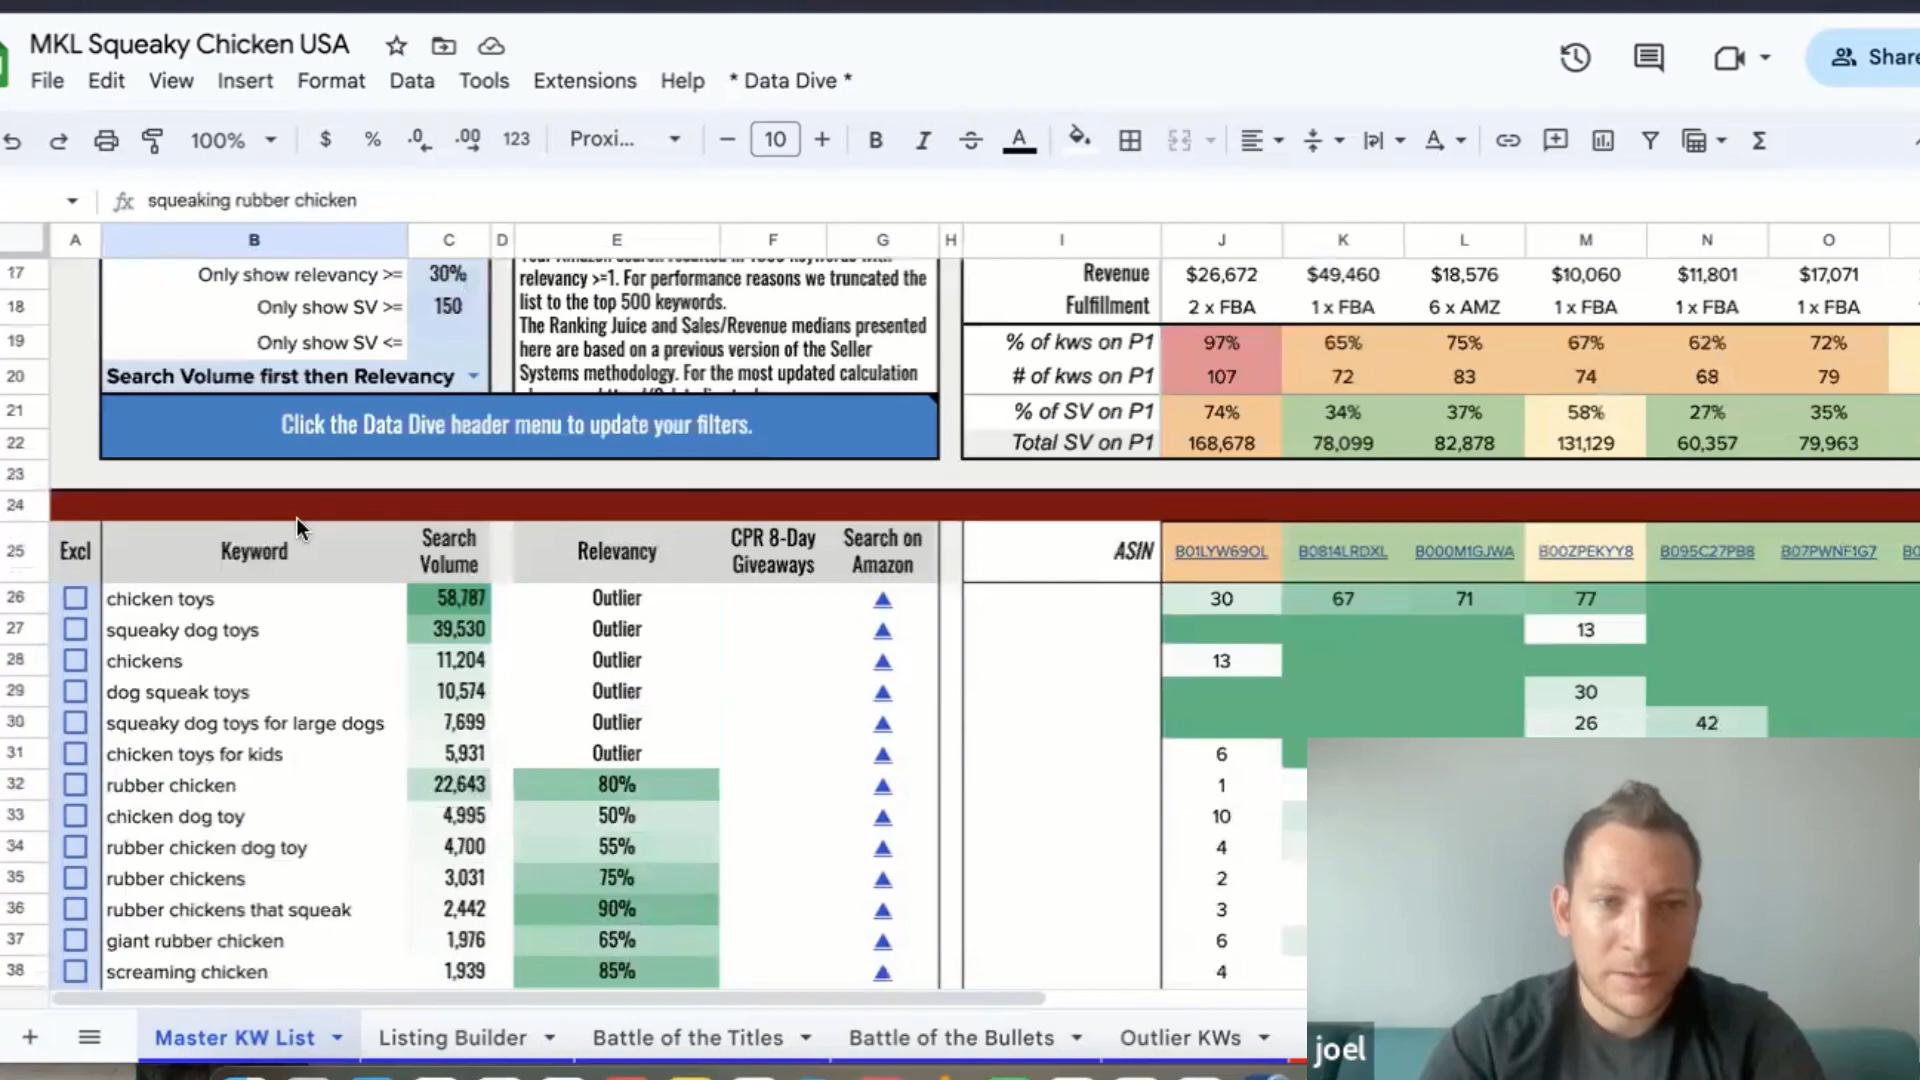 MKL Squeaky Chicken USA
File Edit View Insert Format Data Tools Extensions Help * Data Dive *
Share
100% $ % .0 .00 123 Proxi... 10 B I A
fx squeaking rubber chicken
A B C D E F G H I J K L M N O
17 Only show relevancy >= 30% relevancy >=1. For performance reasons we truncated the Revenue $26,672 $49,460 $18,576 $10,060 $11,801 $17,071
list to the top 500 keywords.
18 Only show SV >= 150 Fulfillment 2 x FBA 1 x FBA 6 x AMZ 1 x FBA 1 x FBA 1 x FBA
The Ranking Juice and Sales/Revenue medians presented
19 Only show SV <= here are based on a previous version of the Seller % of kws on P1 97% 65% 75% 67% 62% 72%
20 Search Volume first then Relevancy Systems methodology. For the most updated calculation # of kws on P1 107 72 83 74 68 79
21 Click the Data Dive header menu to update your filters. % of SV on P1 74% 34% 37% 58% 27% 35%
22 Total SV on P1 168,678 78,099 82,878 131,129 60,357 79,963
23
24
25 Excl Keyword Search Volume Relevancy CPR 8-Day Giveaways Search on Amazon ASIN B01LYW69OL B0814LRDXL B000M1GJWA B00ZPEKYY8 B095C27PB8 B07PWNF1G7
26 chicken toys 58,787 Outlier 30 67 71 77
27 squeaky dog toys 39,530 Outlier 13
28 chickens 11,204 Outlier 13
29 dog squeak toys 10,574 Outlier 30
30 squeaky dog toys for large dogs 7,699 Outlier 26 42
31 chicken toys for kids 5,931 Outlier 6
32 rubber chicken 22,643 80% 1
33 chicken dog toy 4,995 50% 10
34 rubber chicken dog toy 4,700 55% 4
35 rubber chickens 3,031 75% 2
36 rubber chickens that squeak 2,442 90% 3
37 giant rubber chicken 1,976 65% 6
38 screaming chicken 1,939 85% 4
Master KW List Listing Builder Battle of the Titles Battle of the Bullets Outlier KWs
joel